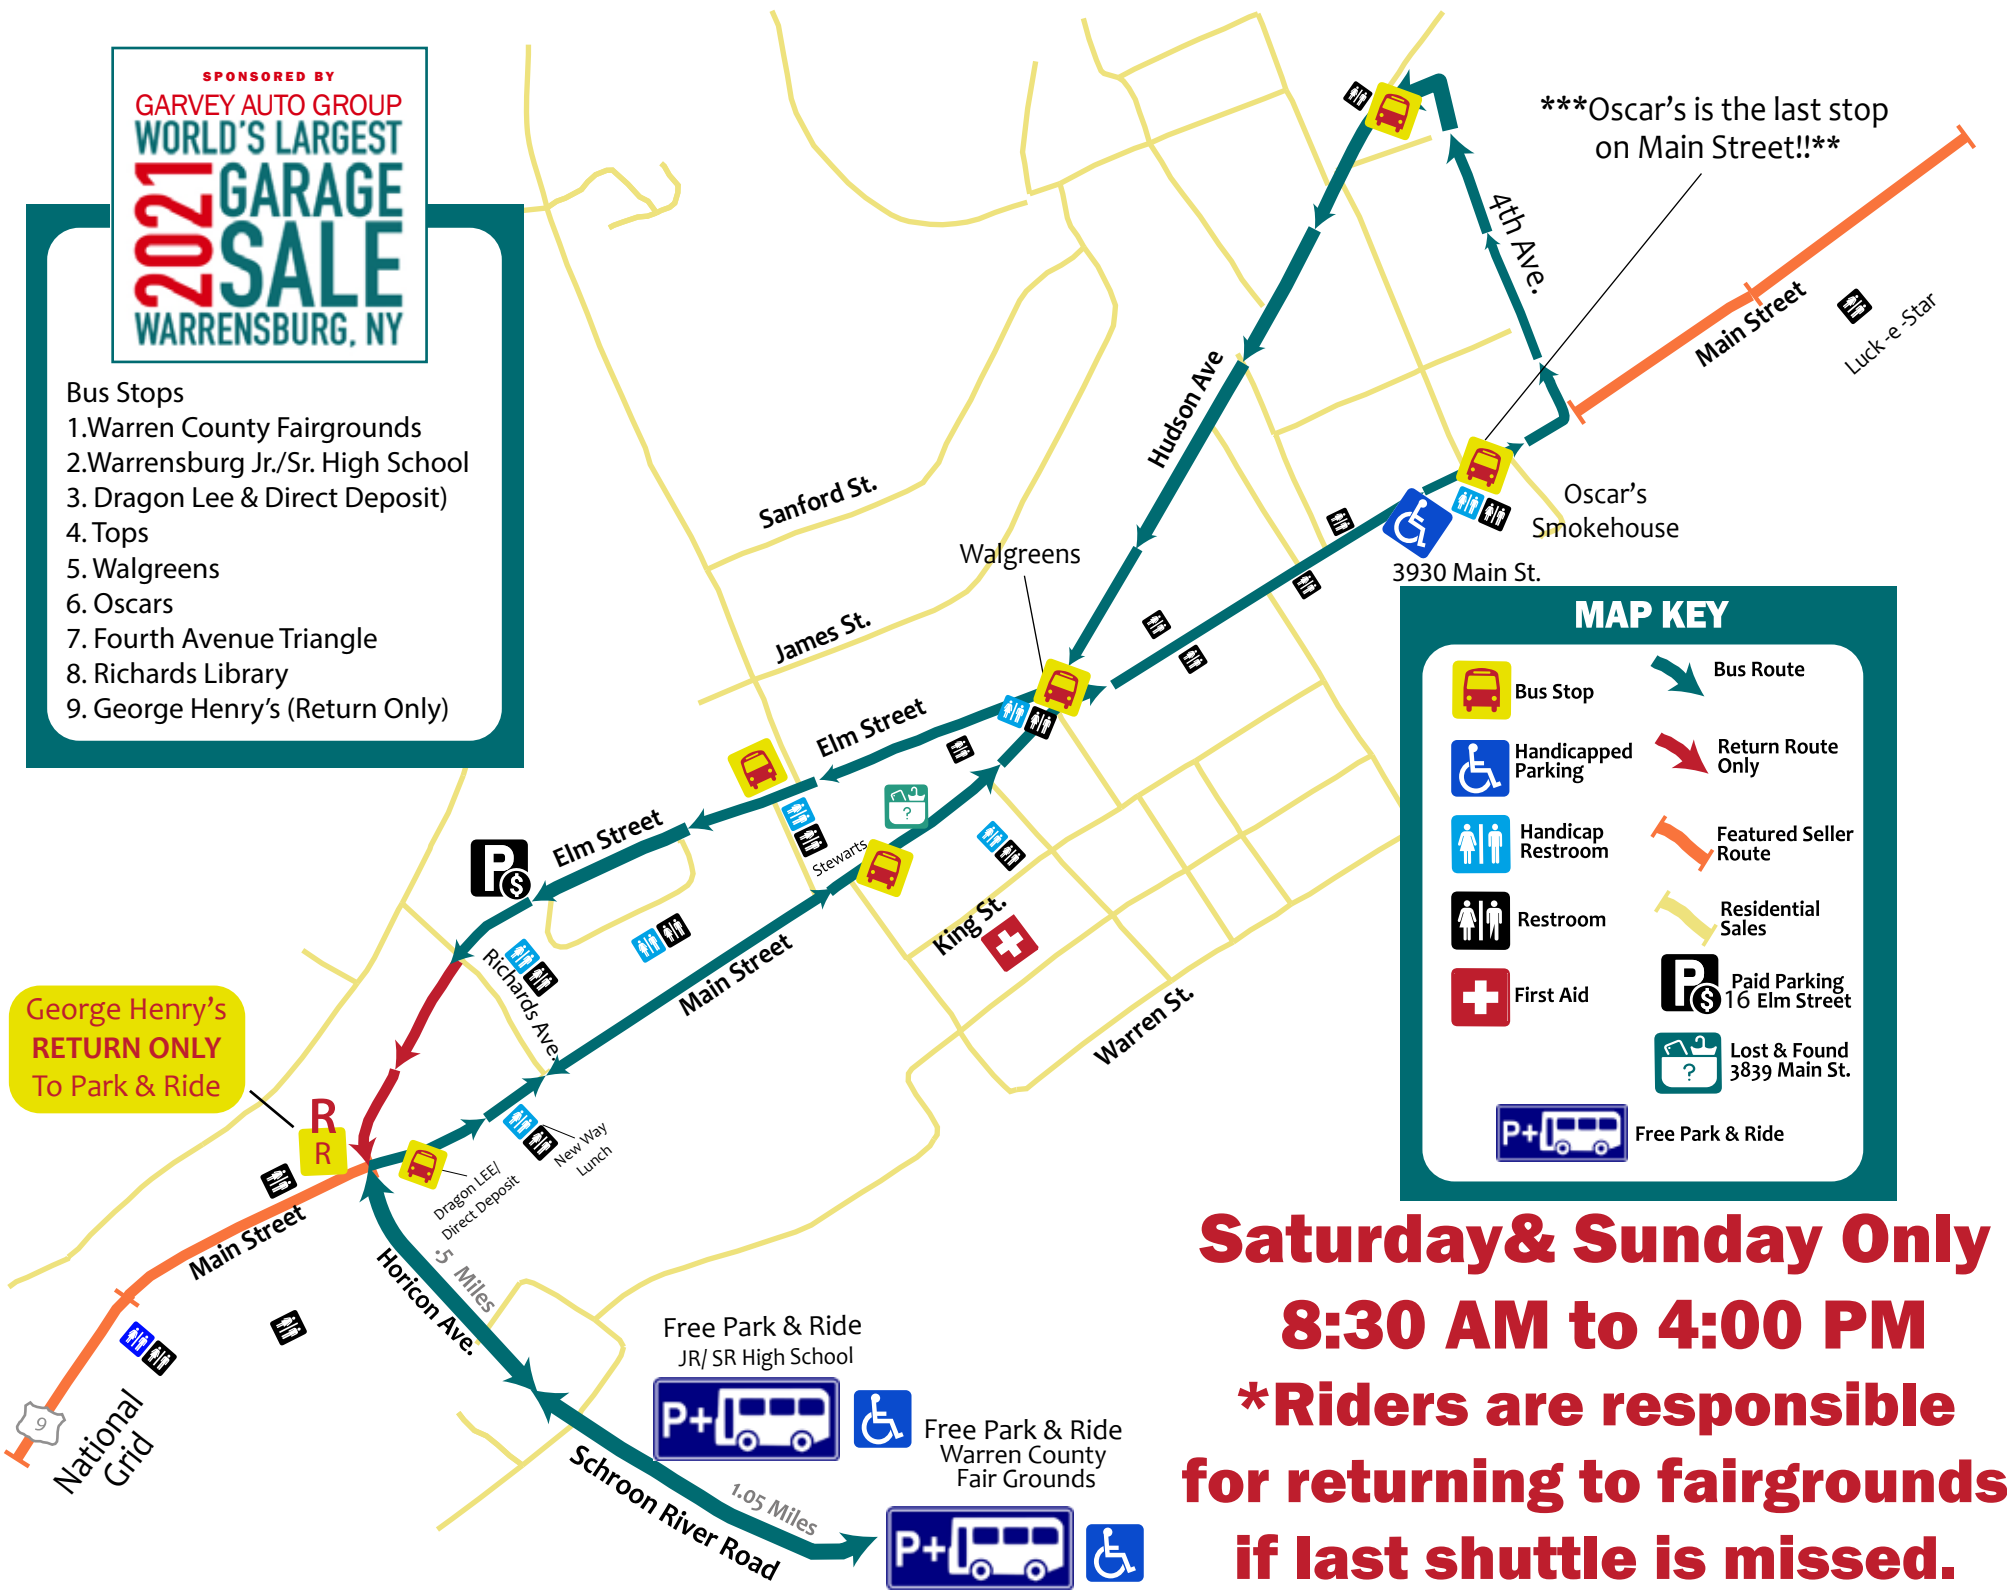 SPONSORED BY
GARVEY AUTO GROUP
WORLD'S LARGEST
2021
GARAGE
SALE
WARRENSBURG, NY
Bus Stops
1.Warren County Fairgrounds
2.Warrensburg Jr./Sr. High School
3. Dragon Lee & Direct Deposit)
4. Tops
5. Walgreens
6. Oscars
7. Fourth Avenue Triangle
8. Richards Library
9. George Henry's (Return Only)
***Oscar's is the last stop
on Main Street!!**
4th Ave.
Main Street
Luck -e -Star
Hudson Ave
Sanford St.
Oscar's
Smokehouse
Walgreens
3930 Main St.
James St.
Elm Street
Elm Street
Stewarts
?
P
$
King St.
Main Street
Richards Ave.
Warren St.
George Henry's
RETURN ONLY
To Park & Ride
R
R
New Way
Lunch
Dragon LEE/
Direct Deposit
Main Street
.5 Miles
Horicon Ave.
9
National
Grid
Free Park & Ride
JR/ SR High School
P+
Free Park & Ride
Warren County
Fair Grounds
P+
1.05 Miles
Schroon River Road
MAP KEY
Bus Stop
Bus Route
Handicapped
Parking
Return Route
Only
Handicap
Restroom
Featured Seller
Route
Restroom
Residential
Sales
First Aid
P
$
Paid Parking
16 Elm Street
?
Lost & Found
3839 Main St.
P+
Free Park & Ride
Saturday& Sunday Only
8:30 AM to 4:00 PM
*Riders are responsible
for returning to fairgrounds
if last shuttle is missed.